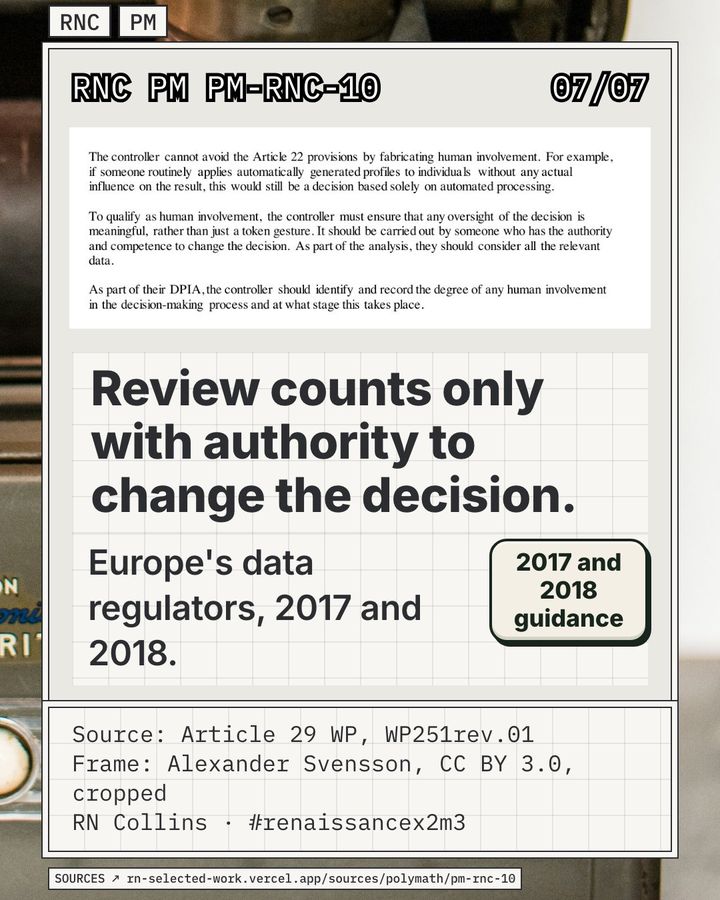 RNC PM
RNC PM PM-RNC-10 07/07
The controller cannot avoid the Article 22 provisions by fabricating human involvement. For example,
if someone routinely applies automatically generated profiles to individuals without any actual
influence on the result, this would still be a decision based solely on automated processing.
To qualify as human involvement, the controller must ensure that any oversight of the decision is
meaningful, rather than just a token gesture. It should be carried out by someone who has the authority
and competence to change the decision. As part of the analysis, they should consider all the relevant
data.
As part of their DPIA, the controller should identify and record the degree of any human involvement
in the decision-making process and at what stage this takes place.
Review counts only
with authority to
change the decision.
Europe's data
regulators, 2017 and
2018.
2017 and
2018
guidance
Source: Article 29 WP, WP251rev.01
Frame: Alexander Svensson, CC BY 3.0,
cropped
RN Collins · #renaissancex2m3
SOURCES ↗ rn-selected-work.vercel.app/sources/polymath/pm-rnc-10